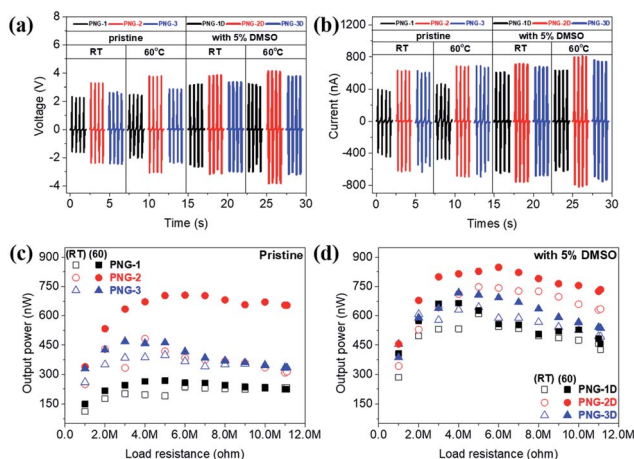 (a)
PNG-1 PNG-2 PNG-3 PNG-1D PNG-2D PNG-3D
pristine with 5% DMSO
RT 60°C RT 60°C
Voltage (V)
4
2
0
-2
-4
0 5 10 15 20 25 30
Time (s)
(b)
PNG-1 PNG-2 PNG-3 PNG-1D PNG-2D PNG-3D
pristine with 5% DMSO
RT 60°C RT 60°C
Current (nA)
1200
800
400
0
-400
-800
0 5 10 15 20 25 30
Times (s)
(c)
(RT) (60) Pristine
PNG-1
PNG-2
PNG-3
Output power (nW)
900
750
600
450
300
150
0
0.0 2.0M 4.0M 6.0M 8.0M 10.0M 12.0M
Load resistance (ohm)
(d)
with 5% DMSO
(RT) (60)
PNG-1D
PNG-2D
PNG-3D
Output power (nW)
900
750
600
450
300
150
0
0.0 2.0M 4.0M 6.0M 8.0M 10.0M 12.0M
Load resistance (ohm)